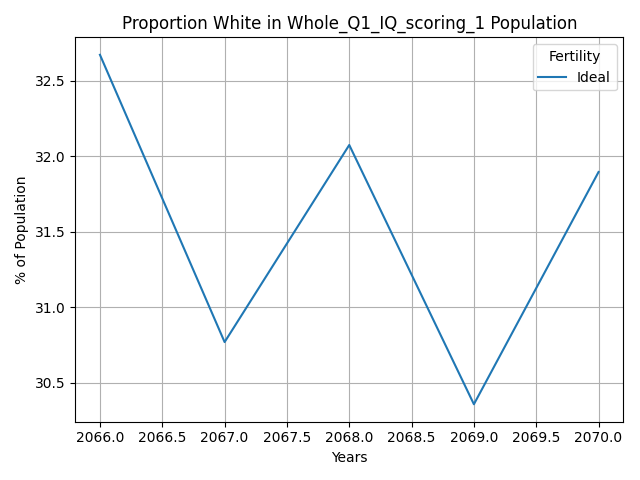 Proportion White in Whole_Q1_IQ_scoring_1 Population
Fertility
Ideal
% of Population
32.5
32.0
31.5
31.0
30.5
2066.0 2066.5 2067.0 2067.5 2068.0 2068.5 2069.0 2069.5 2070.0
Years